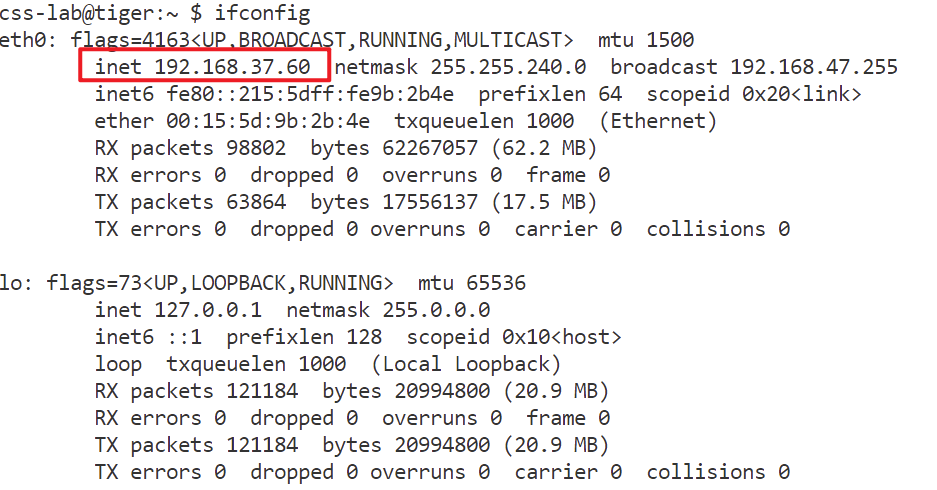 css-lab@tiger:~ $ ifconfig
eth0: flags=4163<UP,BROADCAST,RUNNING,MULTICAST>  mtu 1500
        inet 192.168.37.60  netmask 255.255.240.0  broadcast 192.168.47.255
        inet6 fe80::215:5dff:fe9b:2b4e  prefixlen 64  scopeid 0x20<link>
        ether 00:15:5d:9b:2b:4e  txqueuelen 1000  (Ethernet)
        RX packets 98802  bytes 62267057 (62.2 MB)
        RX errors 0  dropped 0  overruns 0  frame 0
        TX packets 63864  bytes 17556137 (17.5 MB)
        TX errors 0  dropped 0 overruns 0  carrier 0  collisions 0

lo: flags=73<UP,LOOPBACK,RUNNING>  mtu 65536
        inet 127.0.0.1  netmask 255.0.0.0
        inet6 ::1  prefixlen 128  scopeid 0x10<host>
        loop  txqueuelen 1000  (Local Loopback)
        RX packets 121184  bytes 20994800 (20.9 MB)
        RX errors 0  dropped 0  overruns 0  frame 0
        TX packets 121184  bytes 20994800 (20.9 MB)
        TX errors 0  dropped 0 overruns 0  carrier 0  collisions 0